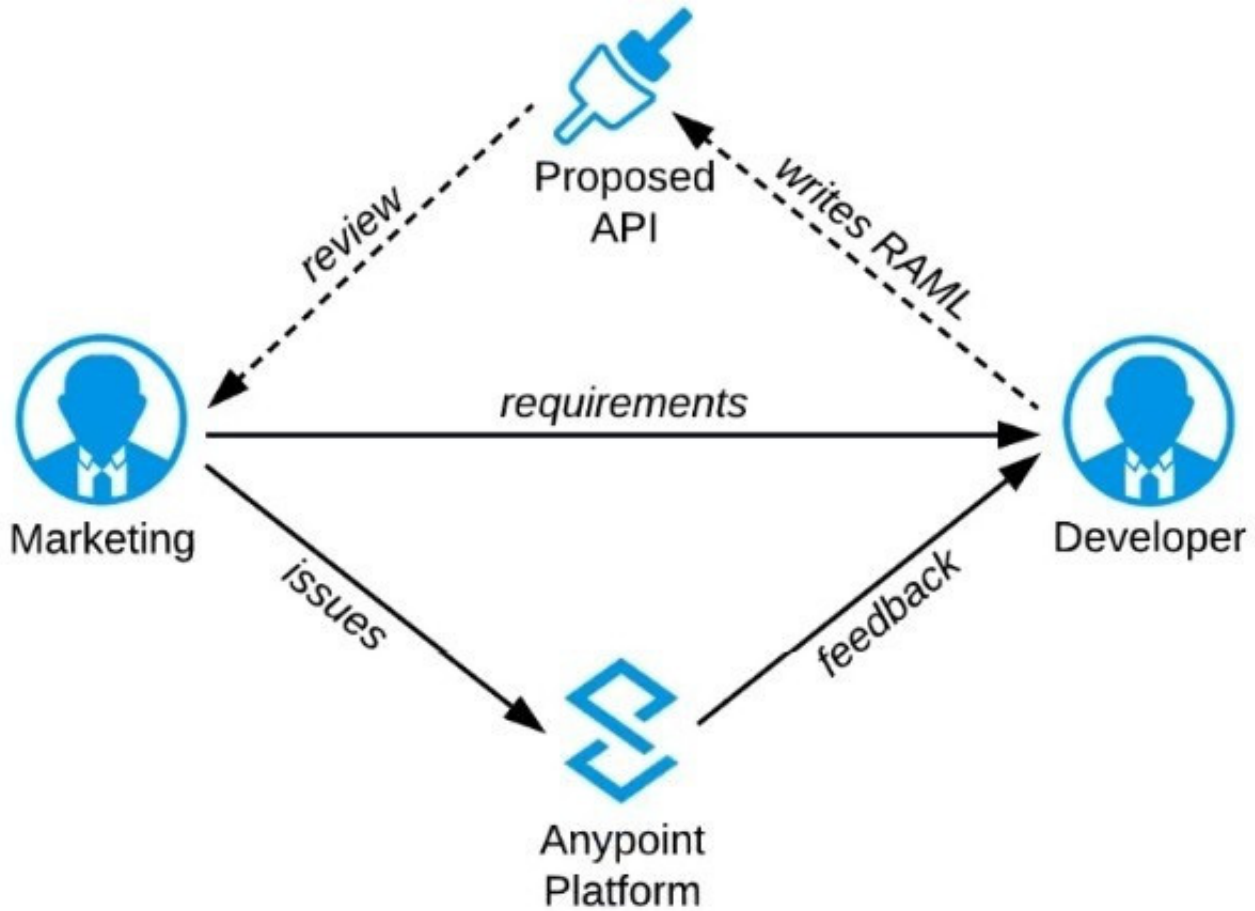 Proposed
API
review
writes RAML
requirements
Marketing
Developer
issues
feedback
Anypoint
Platform